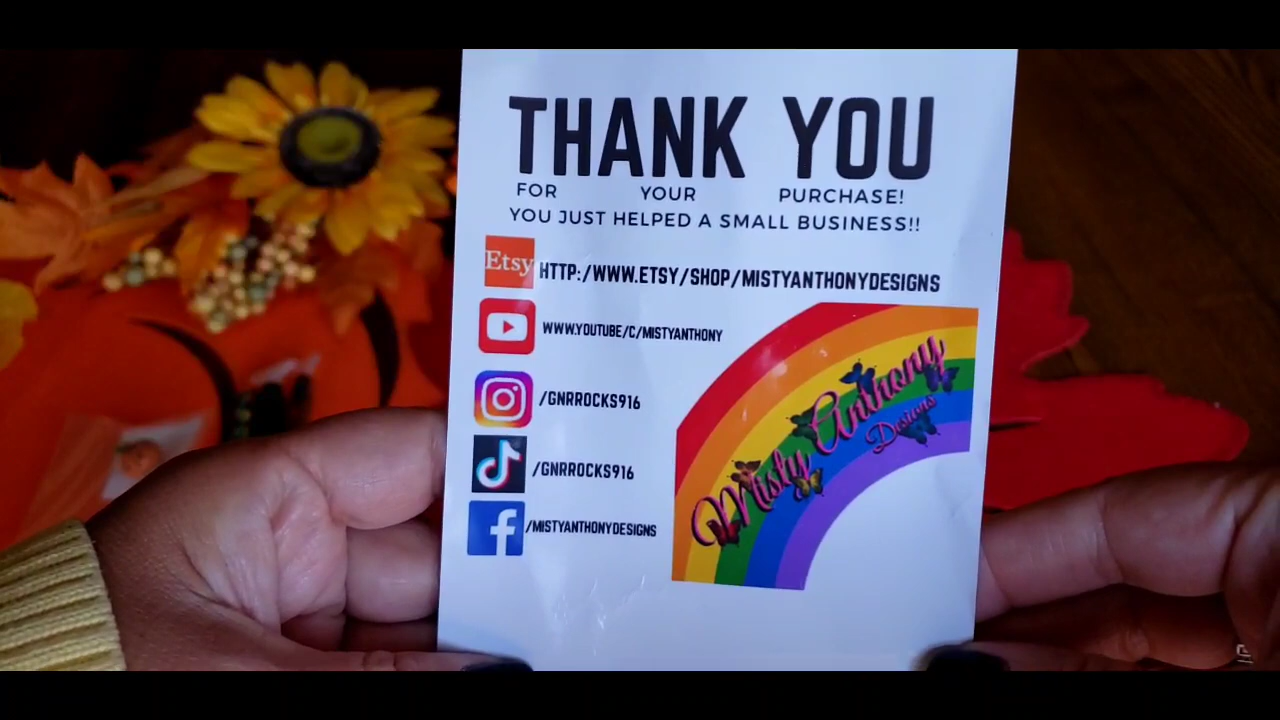 THANK YOU
FOR YOUR PURCHASE!
YOU JUST HELPED A SMALL BUSINESS!!
Etsy HTTP:/WWW.ETSY/SHOP/MISTYANTHONYDESIGNS
WWW.YOUTUBE/C/MISTYANTHONY
/GNRROCKS916
/GNRROCKS916
f /MISTYANTHONYDESIGNS
Misty Anthony
Designs